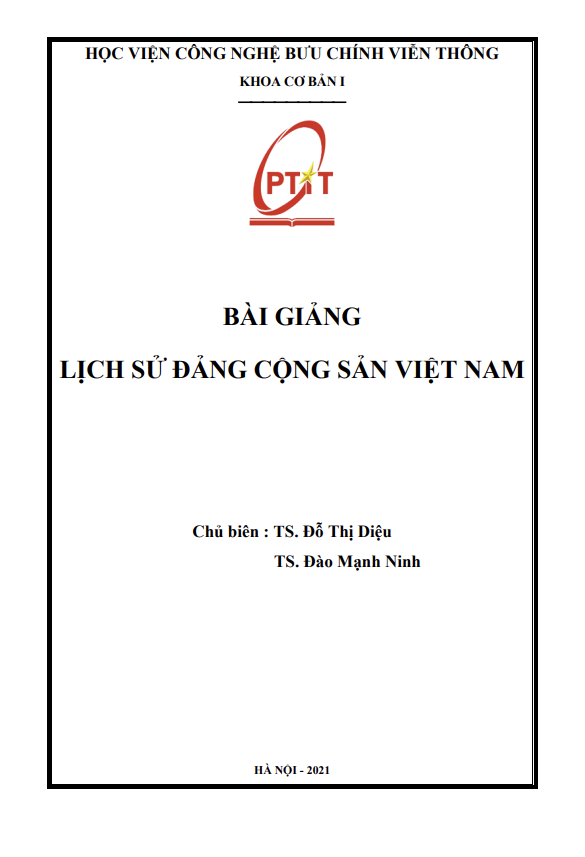 HỌC VIỆN CÔNG NGHỆ BƯU CHÍNH VIỄN THÔNG
KHOA CƠ BẢN I
PTIT
BÀI GIẢNG
LỊCH SỬ ĐẢNG CỘNG SẢN VIỆT NAM
Chủ biên : TS. Đỗ Thị Diệu
TS. Đào Mạnh Ninh
HÀ NỘI - 2021